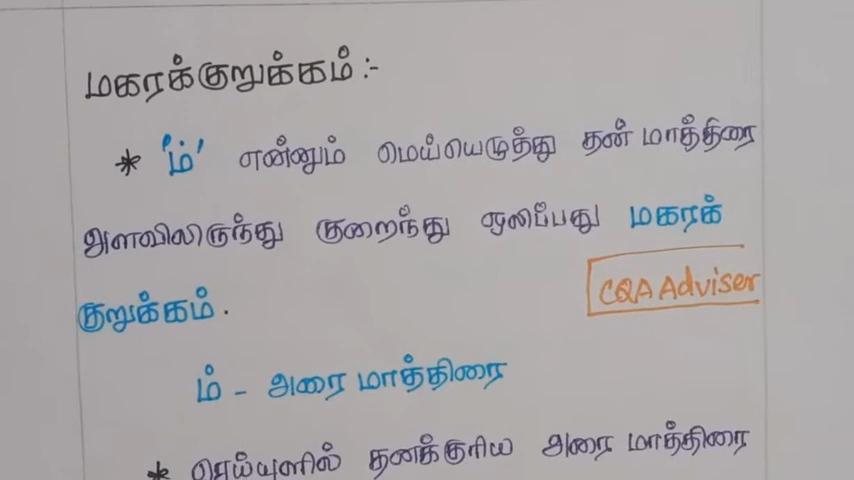 மகரக்குறுக்கம் :-
* 'ம்' என்னும் மெய்யெழுத்து தன் மாத்திரை
அளவிலிருந்து குறைந்து ஒலிப்பது மகரக்
குறுக்கம்.
CQA Adviser
ம் - அரை மாத்திரை
* செய்யுளில் தனக்குரிய அரை மாத்திரை